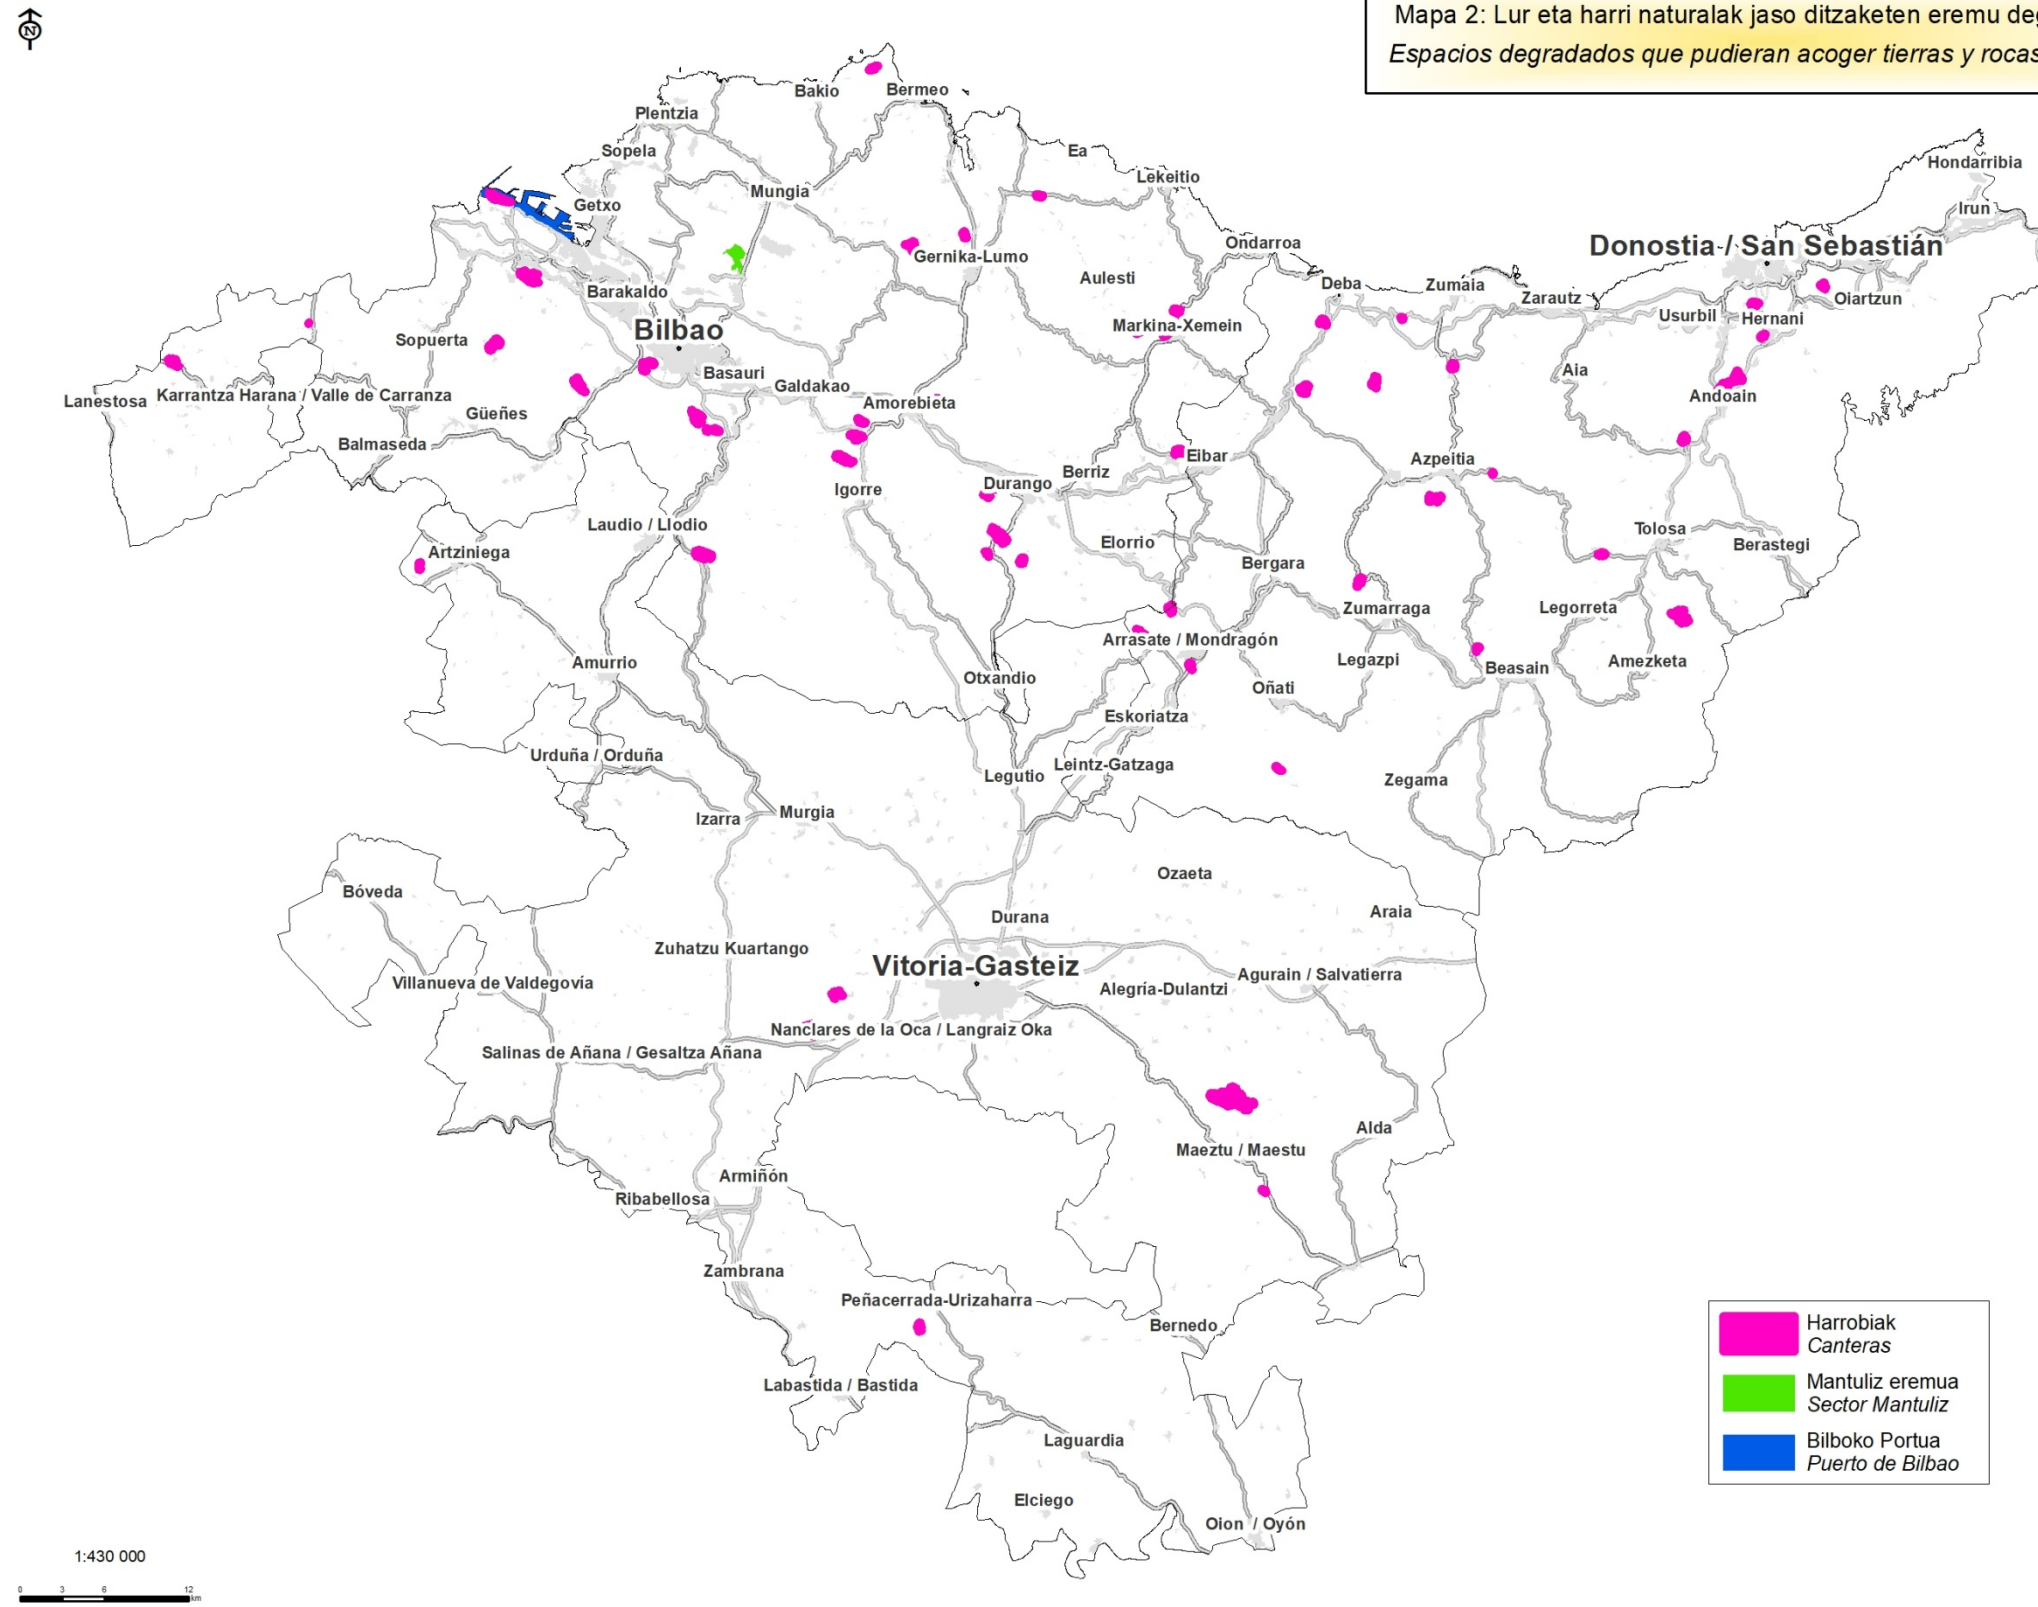 N
Mapa 2: Lur eta harri naturalak jaso ditzaketen eremu
Espacios degradados que pudieran acoger tierras y rocas
Bakio
Bermeo
Plentzia
Sopela
Ea
Hondarribia
Lekeitio
Mungia
Getxo
Irun
Ondarroa
Donostia / San Sebastián
Gernika-Lumo
Aulesti
Deba
Zumaia
Barakaldo
Zarautz
Oiartzun
Usurbil
Hernani
Markina-Xemein
Bilbao
Sopuerta
Basauri
Aia
Galdakao
Karrantza Harana / Valle de Carranza
Lanestosa
Andoain
Amorebieta
Güeñes
Balmaseda
Eibar
Azpeitia
Berriz
Durango
Igorre
Laudio / Llodio
Tolosa
Elorrio
Berastegi
Artziniega
Bergara
Zumarraga
Legorreta
Arrasate / Mondragón
Amurrio
Legazpi
Amezketa
Beasain
Otxandio
Oñati
Eskoriatza
Urduña / Orduña
Leintz-Gatzaga
Legutio
Zegama
Murgia
Izarra
Ozaeta
Bóveda
Araia
Durana
Zuhatzu Kuartango
Vitoria-Gasteiz
Agurain / Salvatierra
Villanueva de Valdegovía
Alegría-Dulantzi
Nanclares de la Oca / Langraiz Oka
Salinas de Añana / Gesaltza Añana
Alda
Maeztu / Maestu
Armiñón
Ribabellosa
Zambrana
Peñacerrada-Urizaharra
Bernedo
Labastida / Bastida
Laguardia
Elciego
Oion / Oyón
Harrobiak
Canteras
Mantuliz eremua
Sector Mantuliz
Bilboko Portua
Puerto de Bilbao
1:430 000
0 3 6 12
km